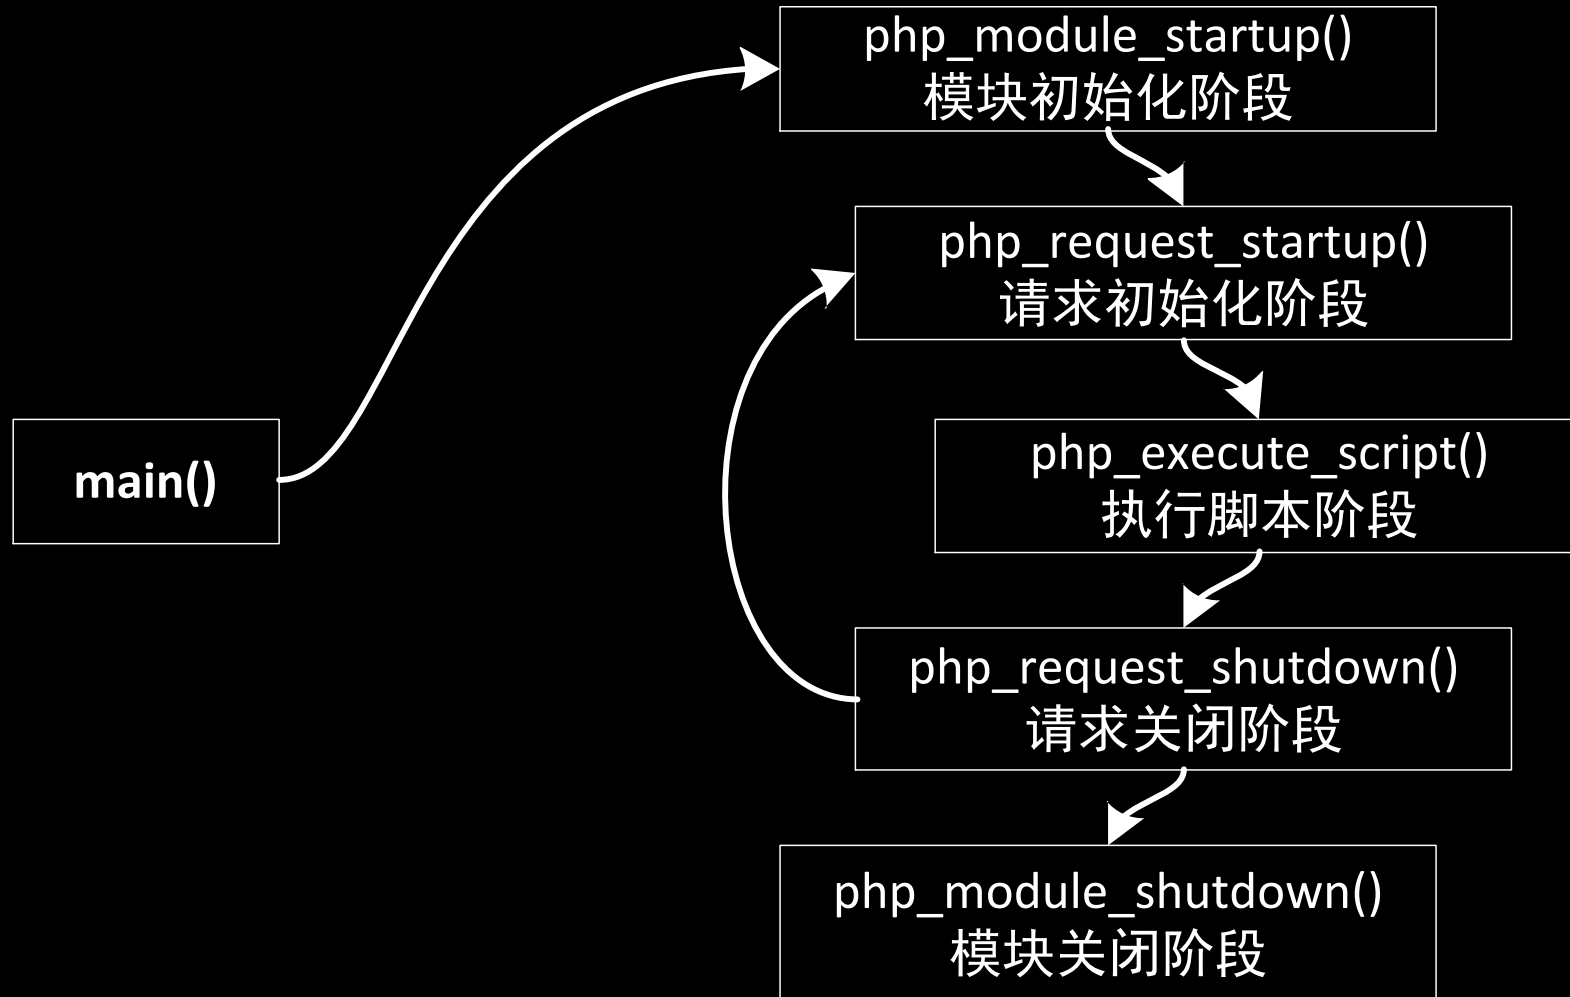 php_module_startup()
模块初始化阶段
php_request_startup()
请求初始化阶段
main()
php_execute_script()
执行脚本阶段
php_request_shutdown()
请求关闭阶段
php_module_shutdown()
模块关闭阶段